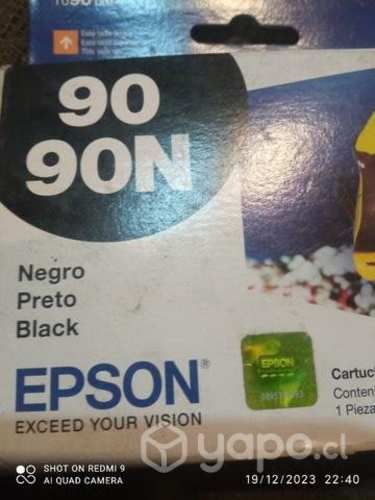 90
90N
Negro
Preto
Black
EPSON®
EXCEED YOUR VISION
EPSON
Cartuc
Conten
1 Pieza
yapo.cl
SHOT ON REDMI 9
AI QUAD CAMERA
19/12/2023 22:40